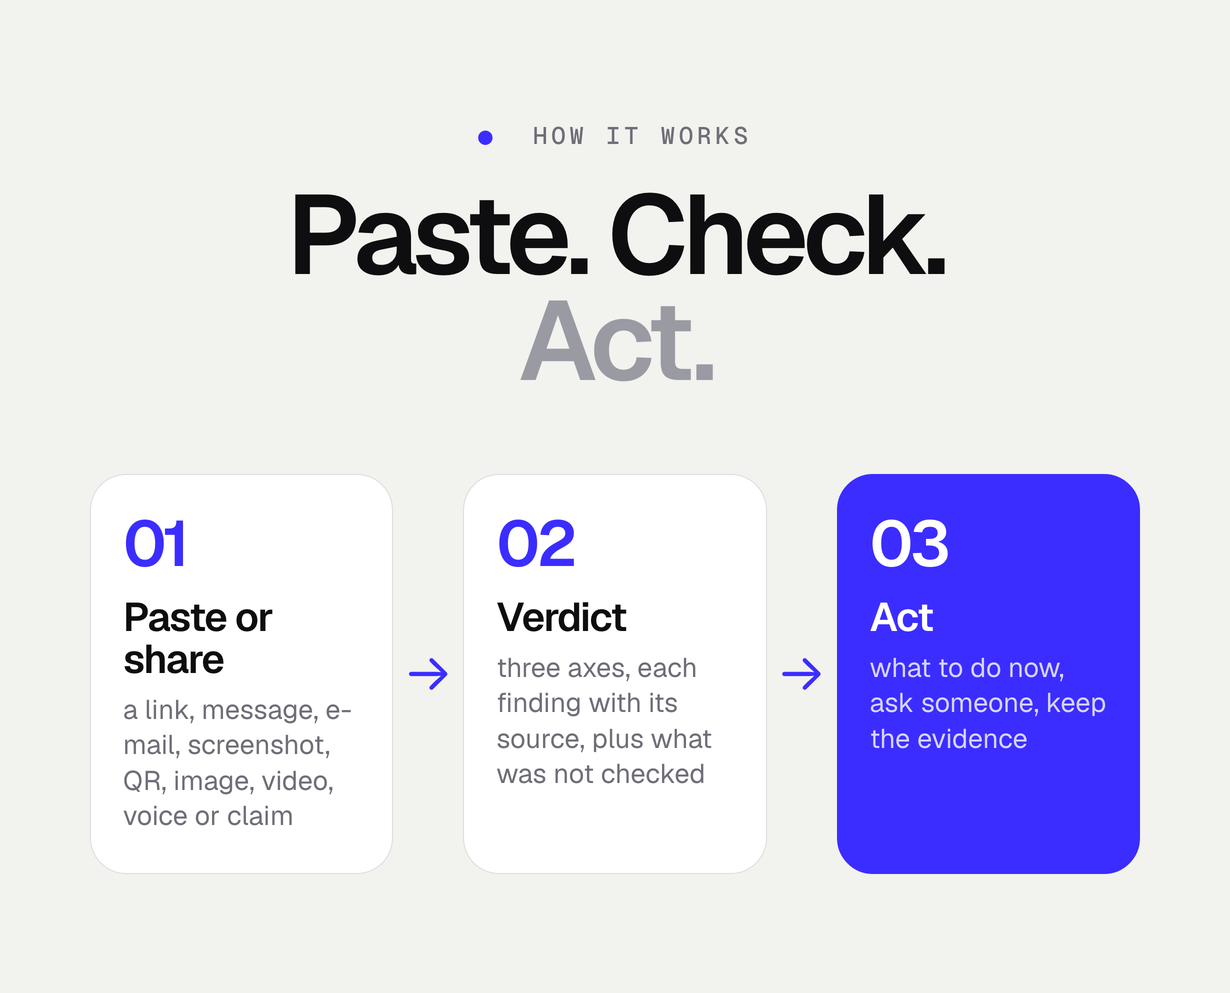 HOW IT WORKS
Paste. Check.
Act.
01
Paste or
share
a link, message, e-
mail, screenshot,
QR, image, video,
voice or claim
02
Verdict
three axes, each
finding with its
source, plus what
was not checked
03
Act
what to do now,
ask someone, keep
the evidence